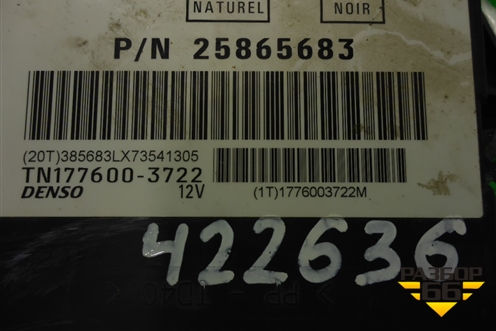 NATUREL NOIR
P/N 25865683
(20T)385683LX73541305
TN177600-3722
DENSO 12V (1T)1776003722M
422636
РАЗБОР
66